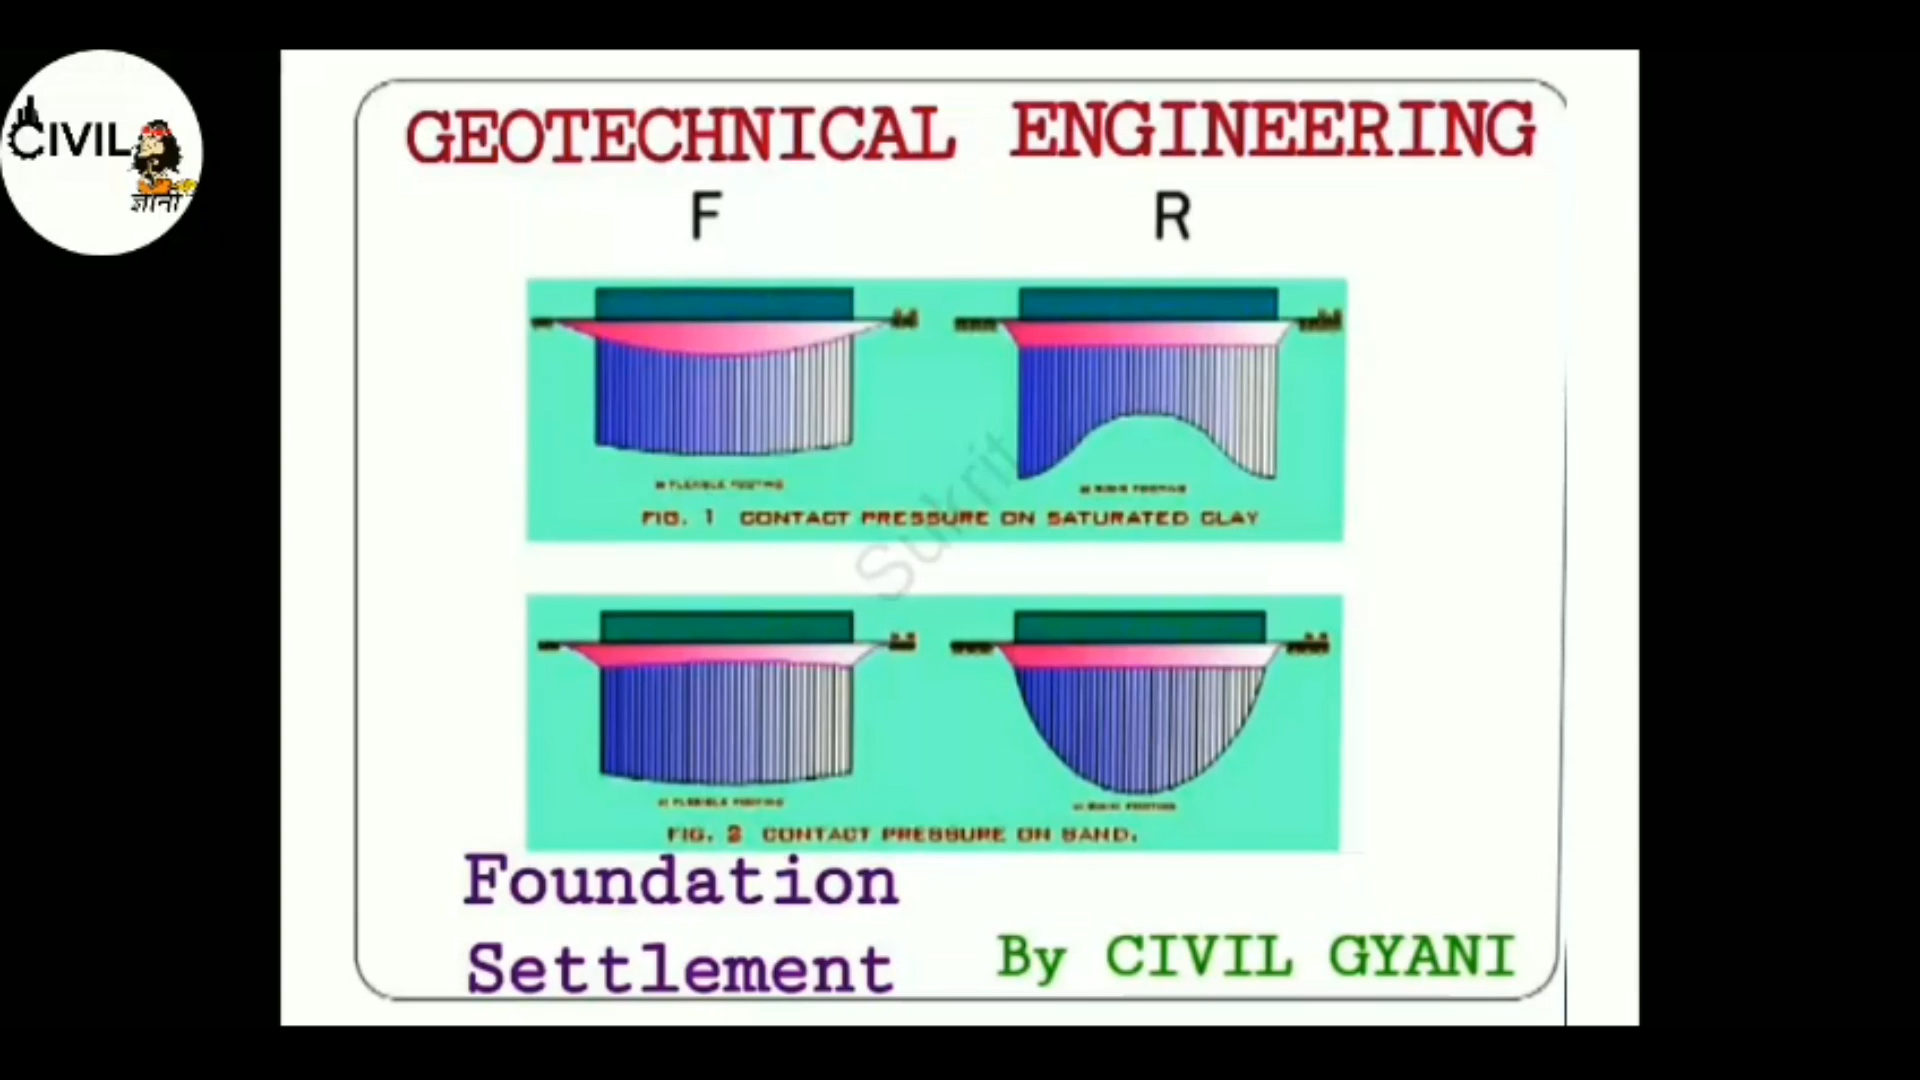 CIVIL
ज्ञानी
GEOTECHNICAL ENGINEERING
F R
FIG. 1 CONTACT PRESSURE ON SATURATED CLAY
Sukrit
FIG. 2 CONTACT PRESSURE ON SAND.
Foundation
Settlement
By CIVIL GYANI